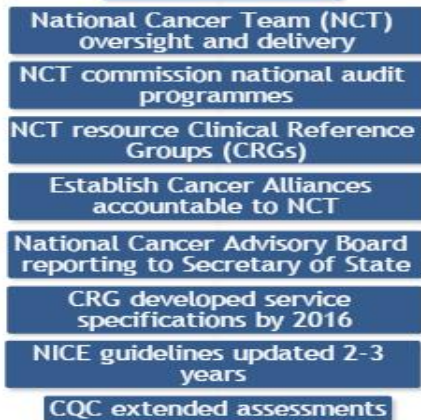 National Cancer Team (NCT)
oversight and delivery
NCT commission national audit
programmes
NCT resource Clinical Reference
Groups (CRGs)
Establish Cancer Alliances
accountable to NCT
National Cancer Advisory Board
reporting to Secretary of State
CRG developed service
specifications by 2016
NICE guidelines updated 2-3
years
CQC extended assessments